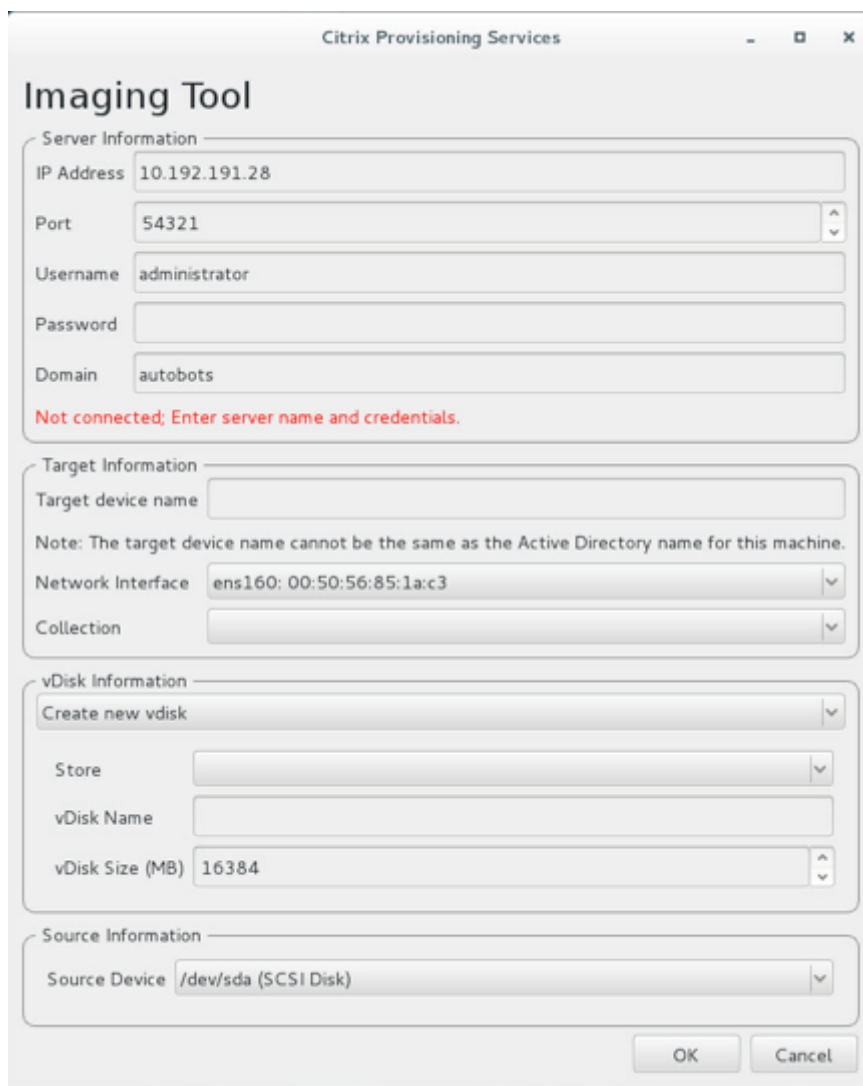 Citrix Provisioning Services
Imaging Tool
Server Information
IP Address 10.192.191.28
Port 54321
Username administrator
Password
Domain autobots
Not connected; Enter server name and credentials.
Target Information
Target device name
Note: The target device name cannot be the same as the Active Directory name for this machine.
Network Interface ens160: 00:50:56:85:1a:c3
Collection
vDisk Information
Create new vdisk
Store
vDisk Name
vDisk Size (MB) 16384
Source Information
Source Device /dev/sda (SCSI Disk)
OK Cancel